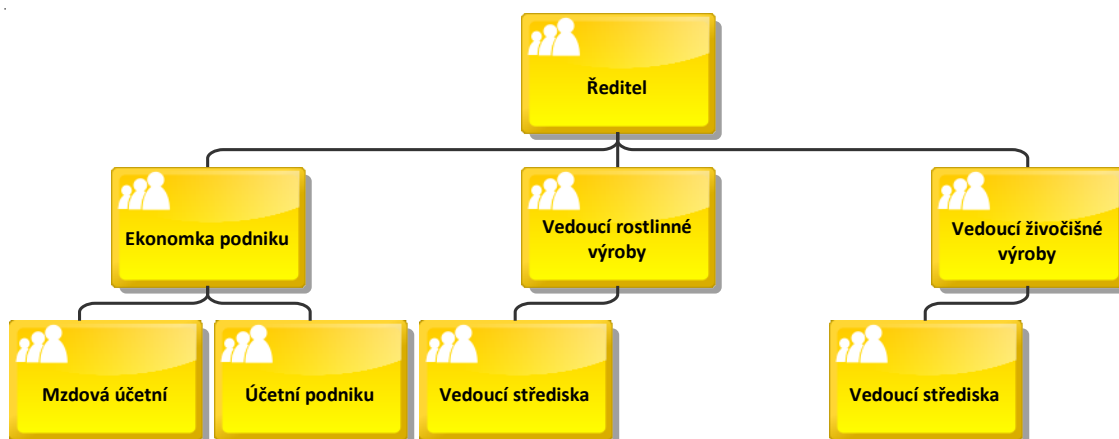 Ředitel
Ekonomka podniku
Vedoucí rostlinné
výroby
Vedoucí živočišné
výroby
Mzdová účetní
Účetní podniku
Vedoucí střediska
Vedoucí střediska